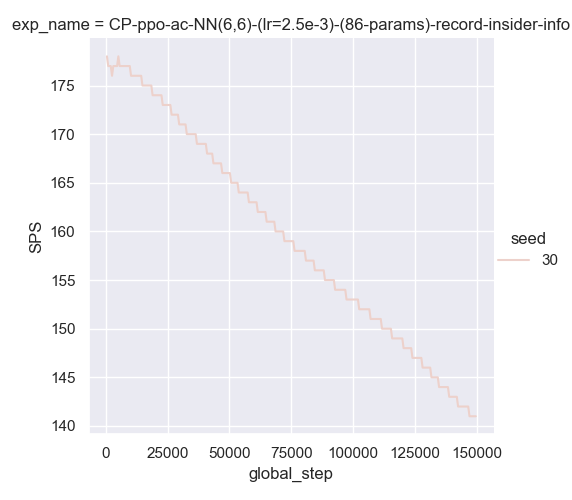 exp_name = CP-ppo-ac-NN(6,6)-(lr=2.5e-3)-(86-params)-record-insider-info
175
170
165
160
155
150
145
140
SPS
0 25000 50000 75000 100000 125000 150000
global_step
seed
30